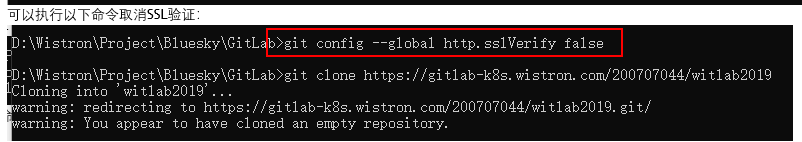 可以执行以下命令取消SSL验证：
D:\Wistron\Project\Bluesky\GitLab>git config --global http.sslVerify false
D:\Wistron\Project\Bluesky\GitLab>git clone https://gitlab-k8s.wistron.com/200707044/witlab2019
Cloning into 'witlab2019'...
warning: redirecting to https://gitlab-k8s.wistron.com/200707044/witlab2019.git/
warning: You appear to have cloned an empty repository.